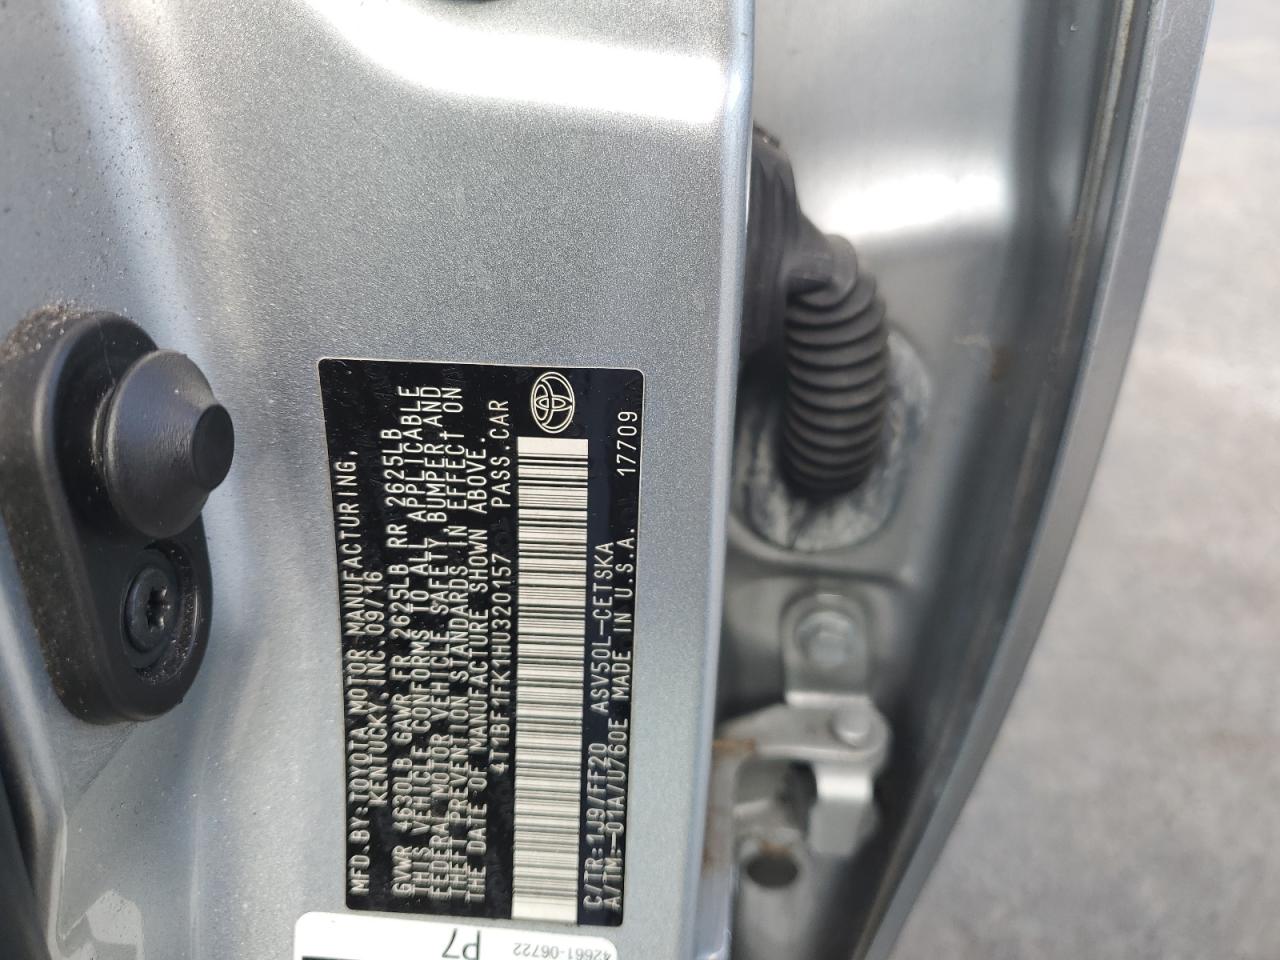 MFD.BY:TOYOTA MOTOR MANUFACTURING,
KENTUCKY, INC.09/16
GVWR 4630LB GAWR FR 2625LB RR 2625LB
THIS VEHICLE CONFORMS TO ALL APPLICABLE
FEDERAL MOTOR VEHICLE SAFETY,BUMPER AND
THEFT PREVENTION STANDARDS IN EFFECT ON
THE DATE OF MANUFACTURE SHOWN ABOVE.
4T1BF1FK1HU320157 PASS.CAR
C/TR:1J9/FF20 ASV50L-CETSKA
A/TM:-01A/U760E MADE IN U.S.A. 17709
P7
42661-06722